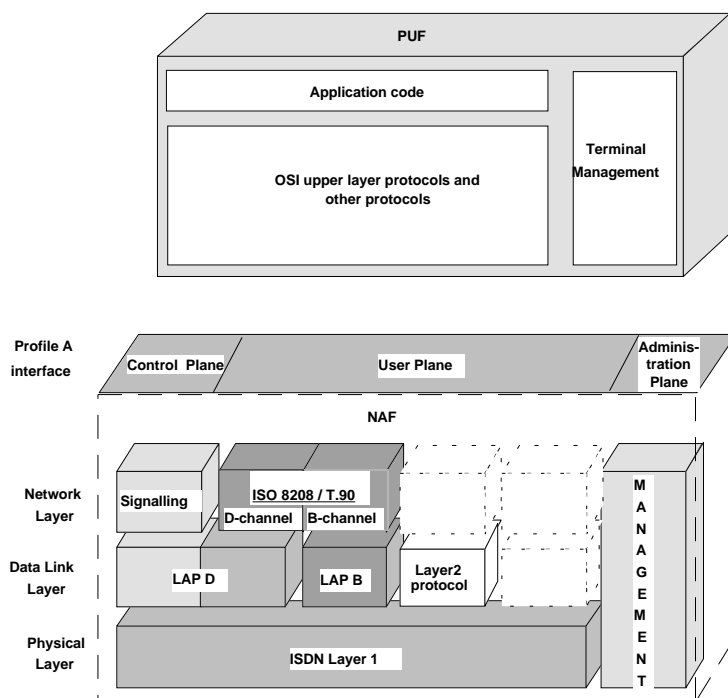 PUF
Application code
OSI upper layer protocols and
other protocols
Terminal
Management
Profile A
interface
Control Plane
User Plane
Adminis-
tration
Plane
NAF
Network
Layer
Signalling
ISO 8208 / T.90
D-channel
B-channel
Data Link
Layer
LAP D
LAP B
Layer2
protocol
Physical
Layer
ISDN Layer 1
M
A
N
A
G
E
M
E
N
T